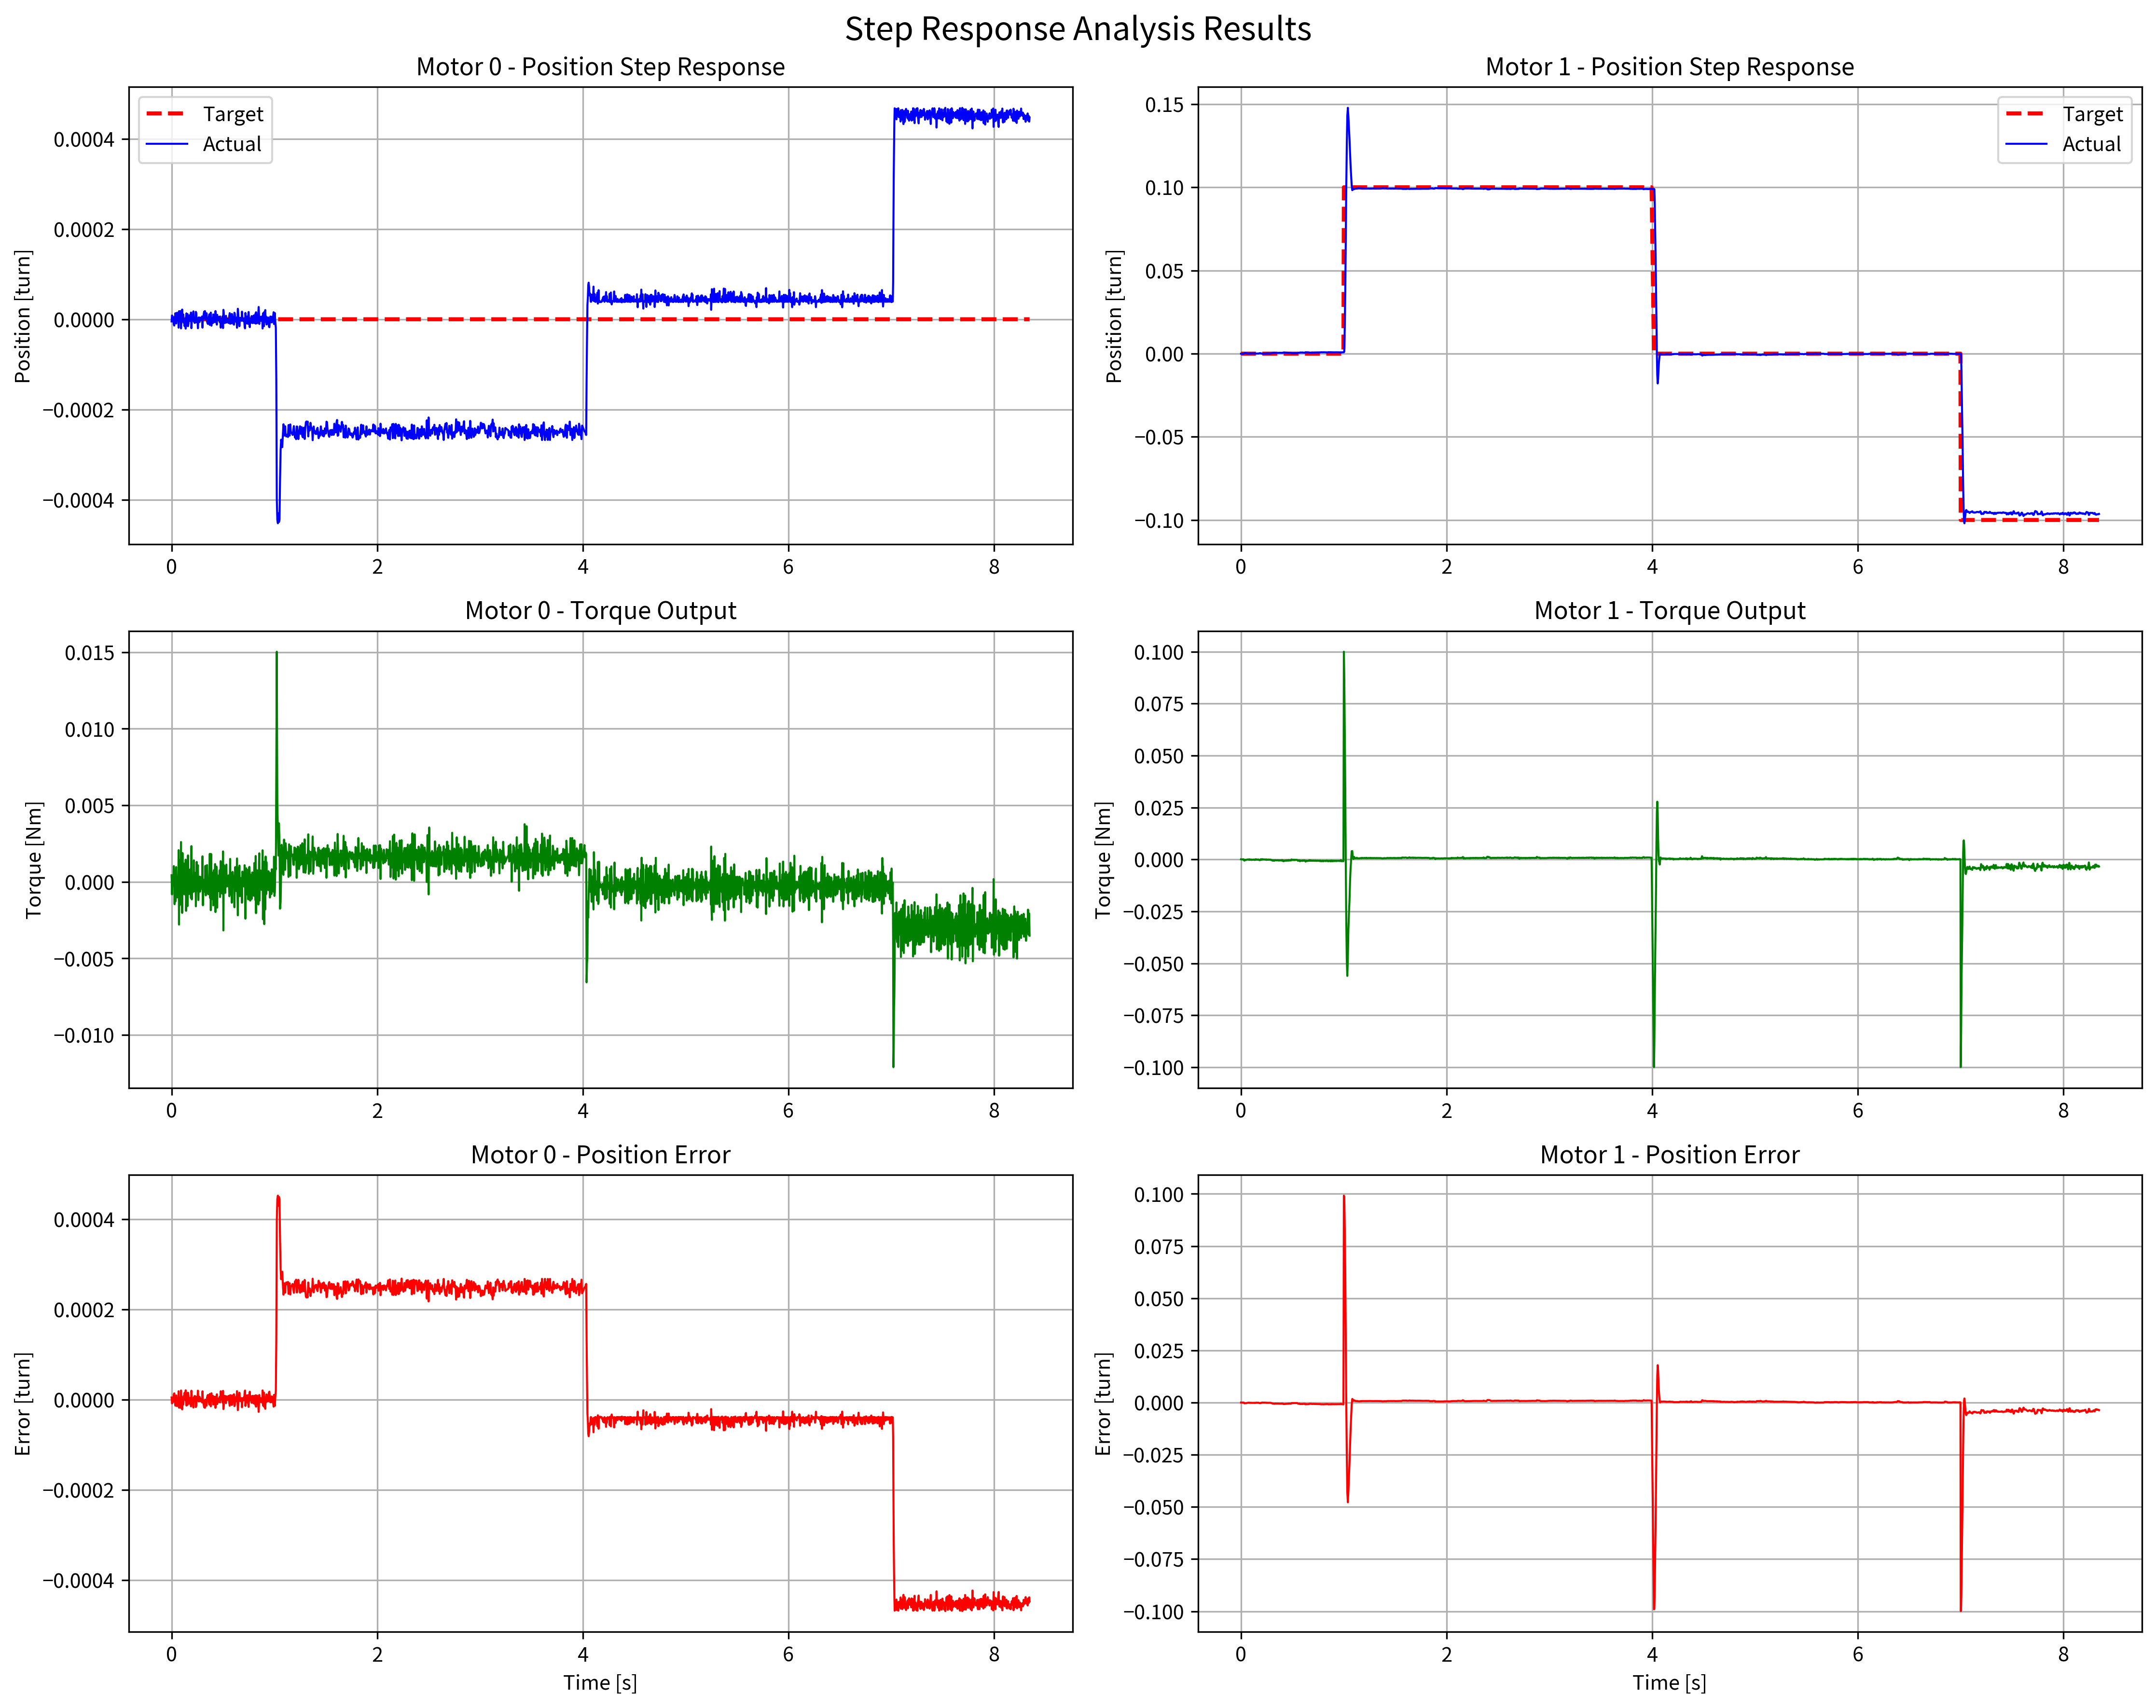 Step Response Analysis Results
Motor 0 - Position Step Response
Target
Actual
Position [turn]
0.0004
0.0002
0.0000
−0.0002
−0.0004
0 2 4 6 8
Motor 1 - Position Step Response
Target
Actual
Position [turn]
0.15
0.10
0.05
0.00
−0.05
−0.10
0 2 4 6 8
Motor 0 - Torque Output
Torque [Nm]
0.015
0.010
0.005
0.000
−0.005
−0.010
0 2 4 6 8
Motor 1 - Torque Output
Torque [Nm]
0.100
0.075
0.050
0.025
0.000
−0.025
−0.050
−0.075
−0.100
0 2 4 6 8
Motor 0 - Position Error
Error [turn]
0.0004
0.0002
0.0000
−0.0002
−0.0004
0 2 4 6 8
Time [s]
Motor 1 - Position Error
Error [turn]
0.100
0.075
0.050
0.025
0.000
−0.025
−0.050
−0.075
−0.100
0 2 4 6 8
Time [s]